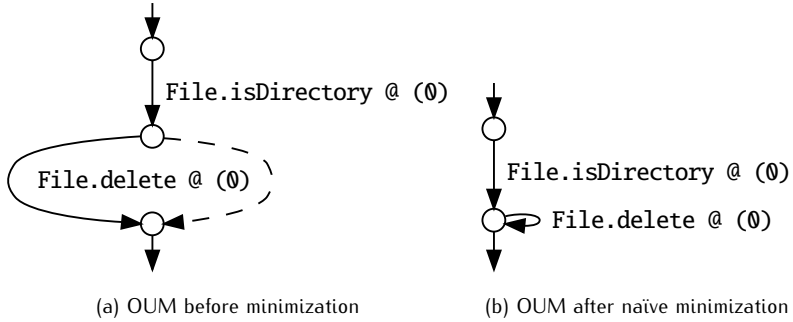 File.isDirectory @ (0)
File.delete @ (0)
(a) OUM before minimization
File.isDirectory @ (0)
File.delete @ (0)
(b) OUM after naïve minimization